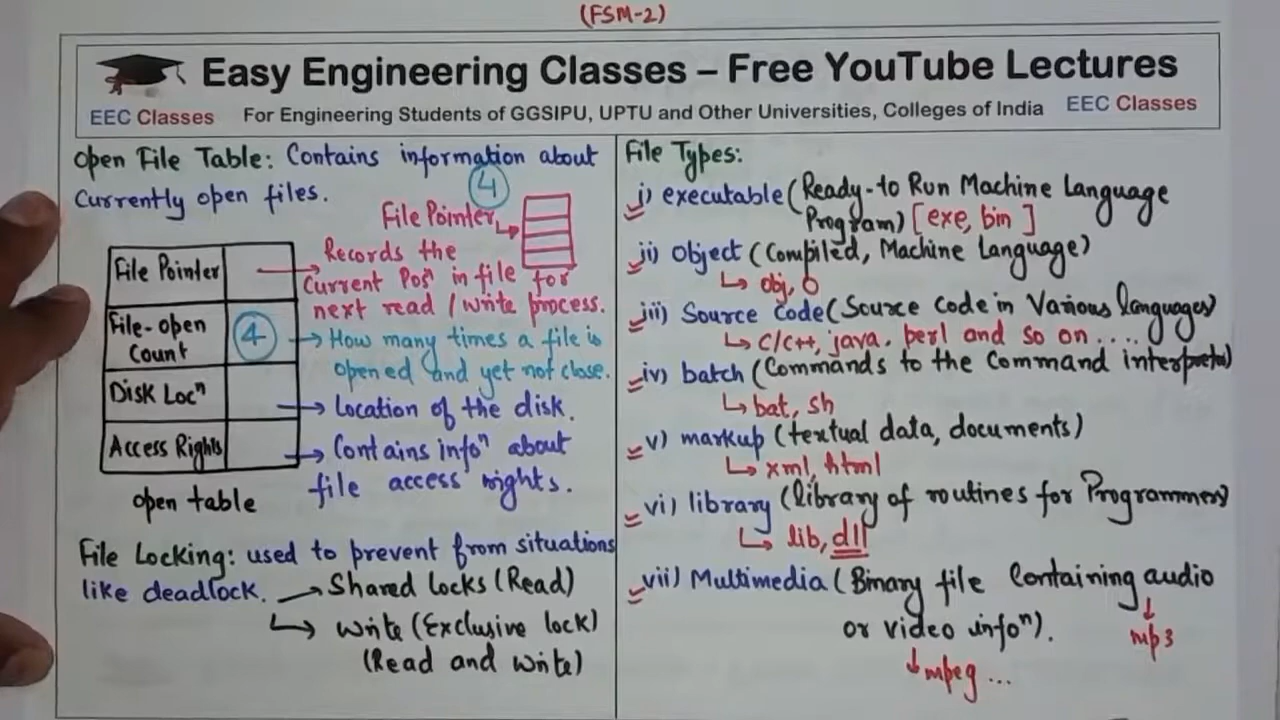 (FSM-2)
Easy Engineering Classes – Free YouTube Lectures
EEC Classes
For Engineering Students of GGSIPU, UPTU and Other Universities, Colleges of India
EEC Classes
Open File Table: Contains information about
Currently open files.
4
File Pointer
File Pointer
Records the
Current Posⁿ in file for
next read / write process.
File-open
Count
4
How many times a file is
opened and yet not close.
Disk Locⁿ
Location of the disk.
Access Rights
Contains infoⁿ about
file access rights.
open table
File Locking: used to prevent from situations
like deadlock.
Shared Locks (Read)
Write (Exclusive lock)
(Read and Write)
File Types:
i) executable (Ready-to Run Machine Language
Program) [exe, bin]
ii) Object (Compiled, Machine Language)
obj, O
iii) Source Code (Source code in Various languages)
C/C++, java. perl and so on ....
iv) batch (Commands to the Command interpreter)
bat, sh
v) markup (textual data, documents)
xml, html
vi) library (library of routines for Programmers)
lib, dll
vii) Multimedia (Binary file Containing audio
or video infoⁿ).
mp3
mpeg ...